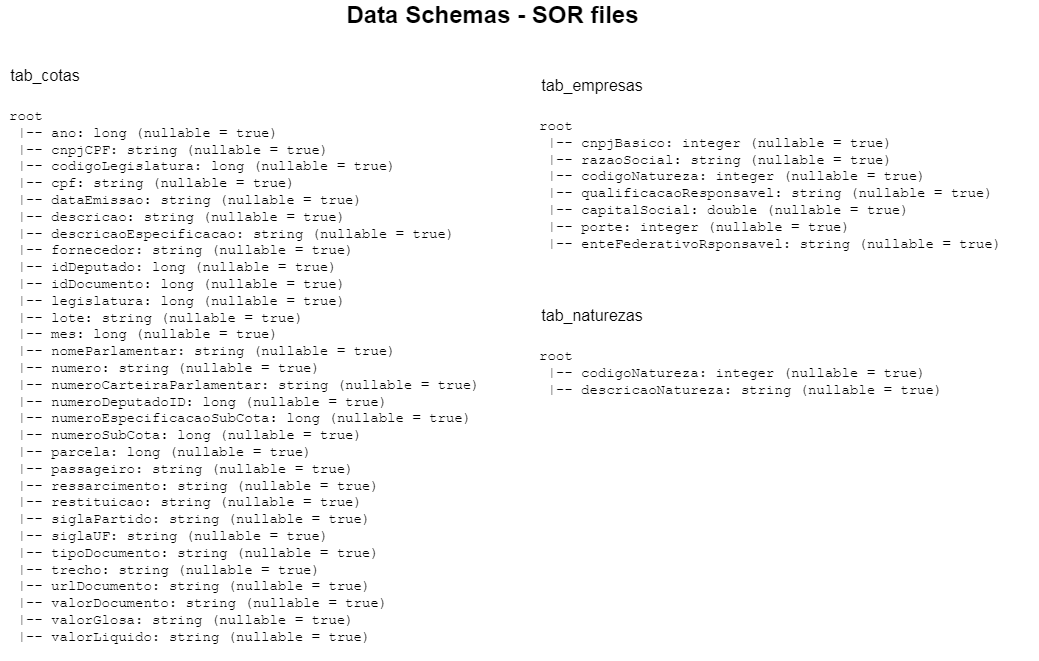 Data Schemas - SOR files
tab_cotas
root
|-- ano: long (nullable = true)
|-- cnpjCPF: string (nullable = true)
|-- codigoLegislatura: long (nullable = true)
|-- cpf: string (nullable = true)
|-- dataEmissao: string (nullable = true)
|-- descricao: string (nullable = true)
|-- descricaoEspecificacao: string (nullable = true)
|-- fornecedor: string (nullable = true)
|-- idDeputado: long (nullable = true)
|-- idDocumento: long (nullable = true)
|-- legislatura: long (nullable = true)
|-- lote: string (nullable = true)
|-- mes: long (nullable = true)
|-- nomeParlamentar: string (nullable = true)
|-- numero: string (nullable = true)
|-- numeroCarteiraParlamentar: string (nullable = true)
|-- numeroDeputadoID: long (nullable = true)
|-- numeroEspecificacaoSubCota: long (nullable = true)
|-- numeroSubCota: long (nullable = true)
|-- parcela: long (nullable = true)
|-- passageiro: string (nullable = true)
|-- ressarcimento: string (nullable = true)
|-- restituicao: string (nullable = true)
|-- siglaPartido: string (nullable = true)
|-- siglaUF: string (nullable = true)
|-- tipoDocumento: string (nullable = true)
|-- trecho: string (nullable = true)
|-- urlDocumento: string (nullable = true)
|-- valorDocumento: string (nullable = true)
|-- valorGlosa: string (nullable = true)
|-- valorLiquido: string (nullable = true)
tab_empresas
root
|-- cnpjBasico: integer (nullable = true)
|-- razaoSocial: string (nullable = true)
|-- codigoNatureza: integer (nullable = true)
|-- qualificacaoResponsavel: string (nullable = true)
|-- capitalSocial: double (nullable = true)
|-- porte: integer (nullable = true)
|-- enteFederativoRsponsavel: string (nullable = true)
tab_naturezas
root
|-- codigoNatureza: integer (nullable = true)
|-- descricaoNatureza: string (nullable = true)